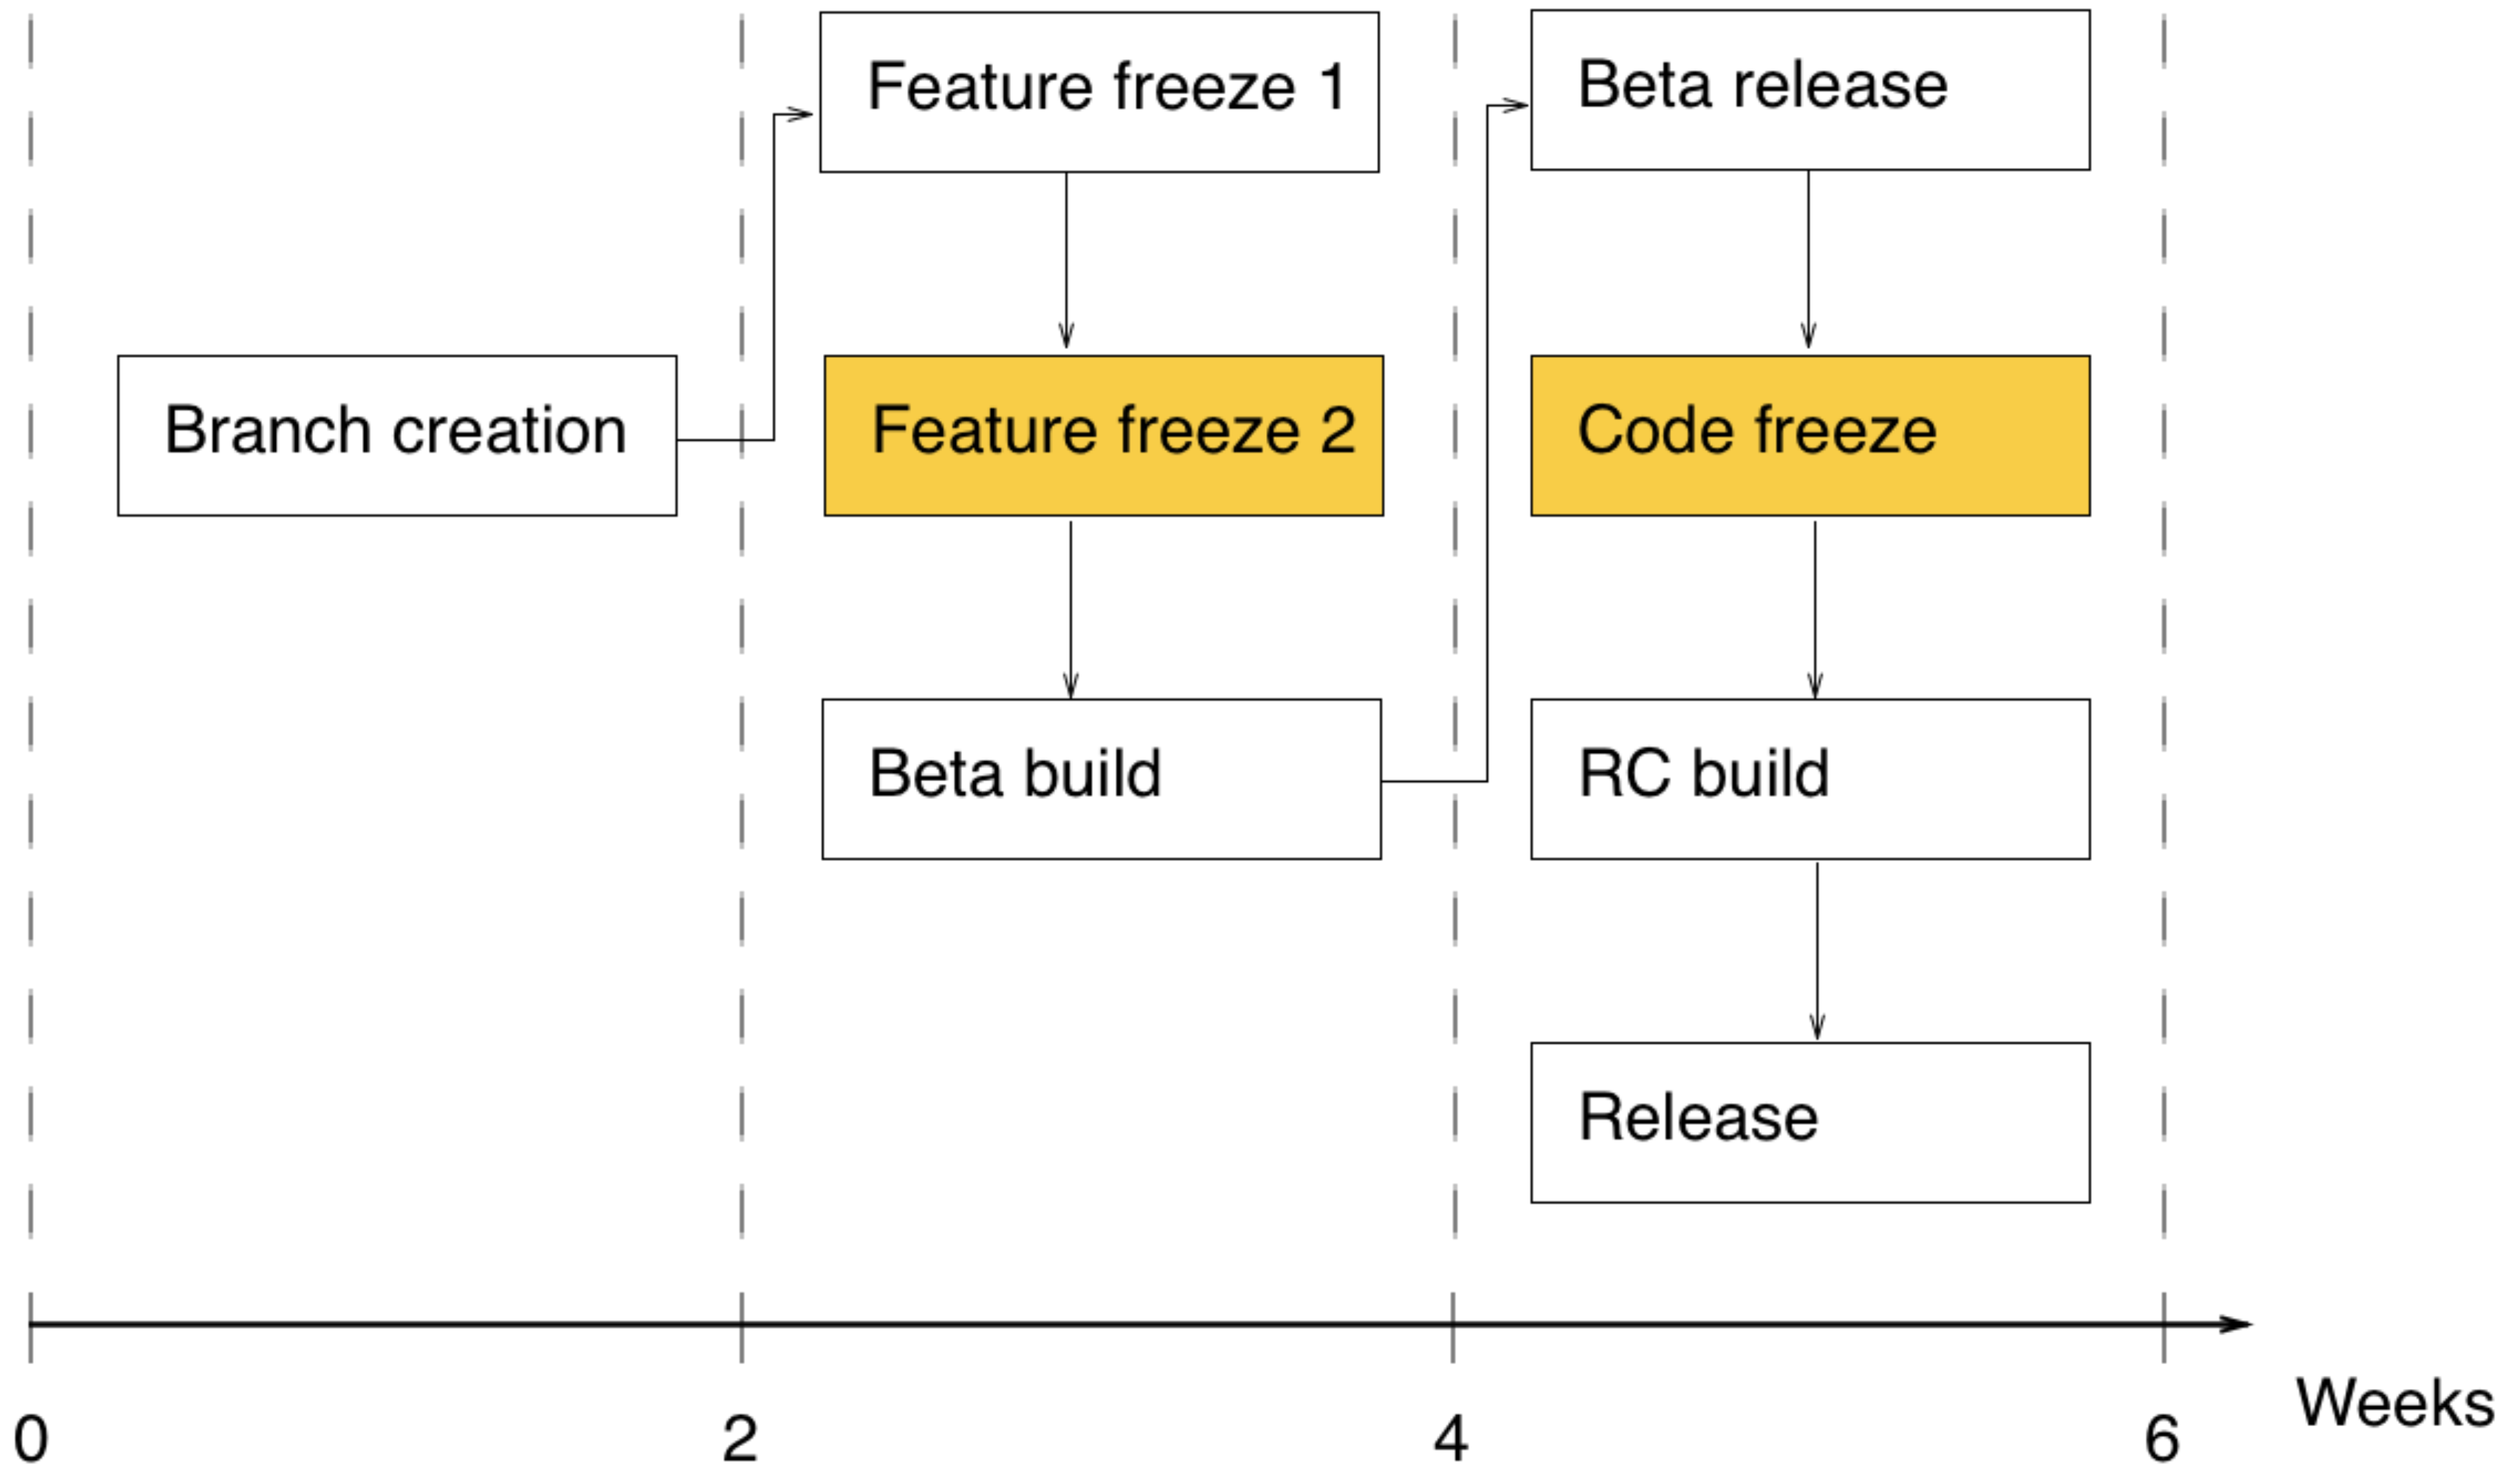 Branch creation
Feature freeze 1
Feature freeze 2
Beta build
Beta release
Code freeze
RC build
Release
0
2
4
6
Weeks